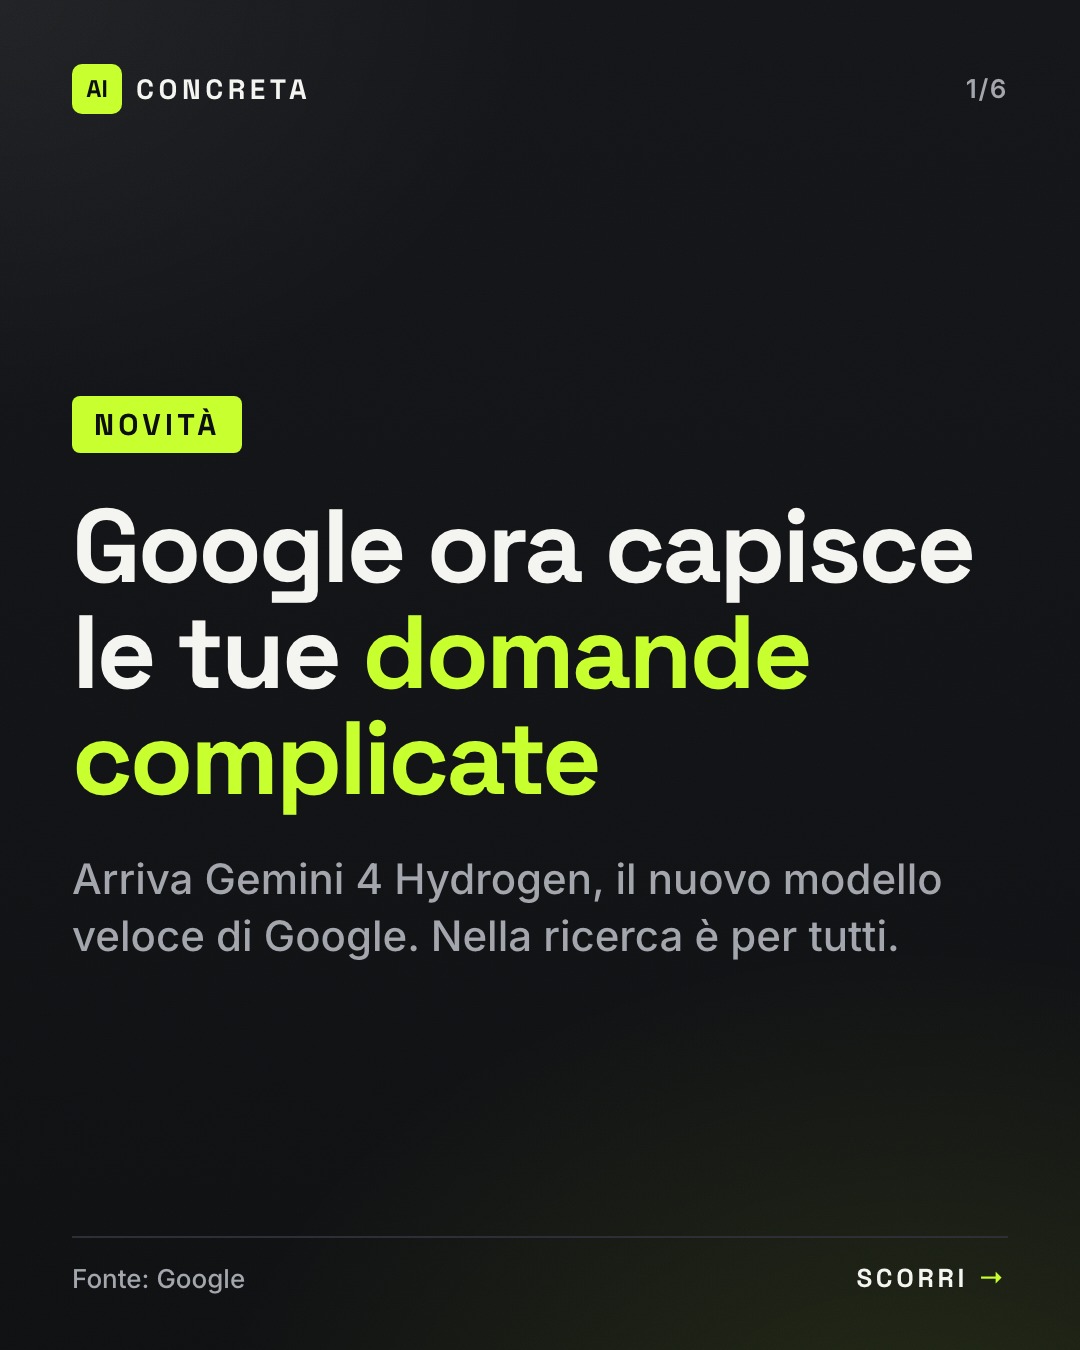 AI CONCRETA
1/6
NOVITÀ
Google ora capisce
le tue domande
complicate
Arriva Gemini 4 Hydrogen, il nuovo modello
veloce di Google. Nella ricerca è per tutti.
Fonte: Google
SCORRI →